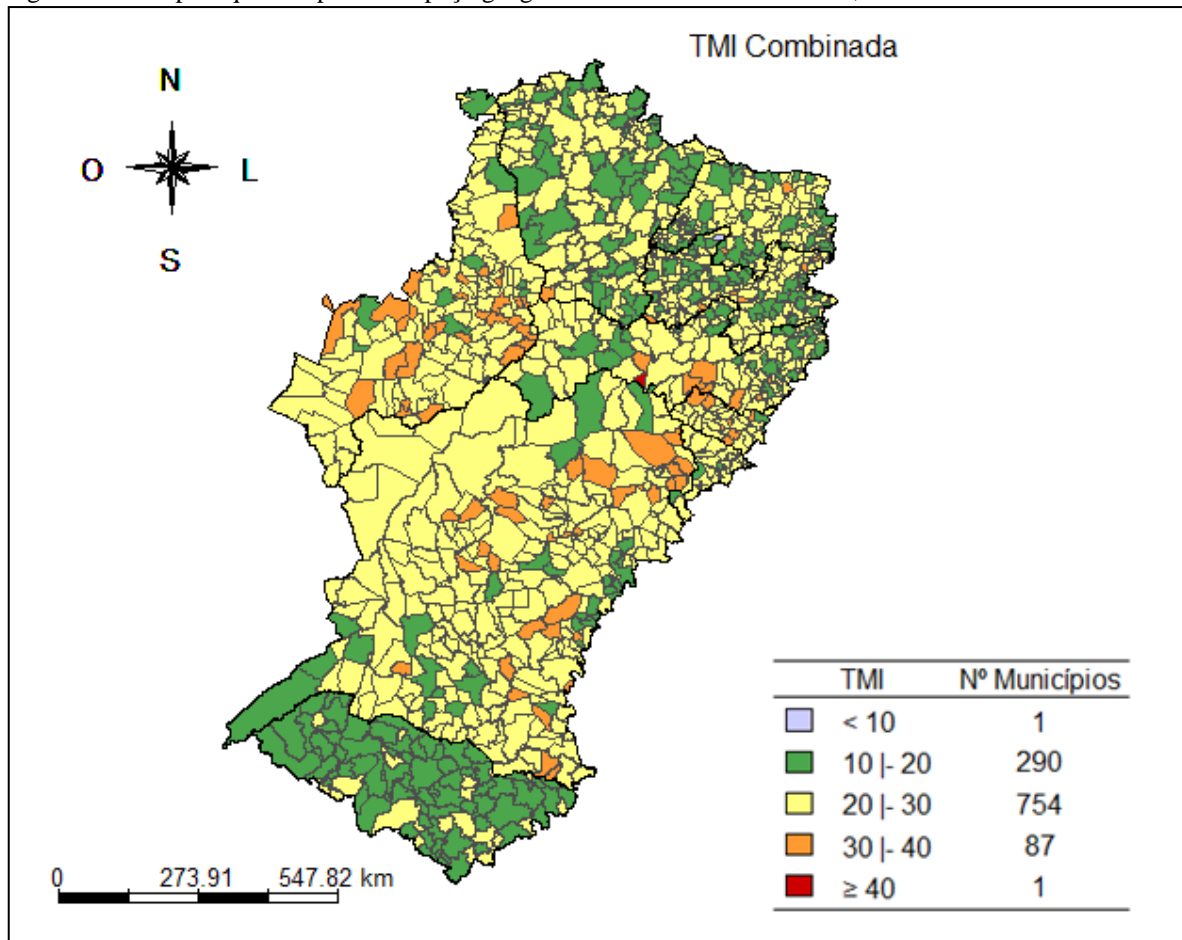 TMI Combinada
N
O L
S
TMI Nº Municípios
< 10 1
10 |- 20 290
20 |- 30 754
30 |- 40 87
≥ 40 1
0 273.91 547.82 km